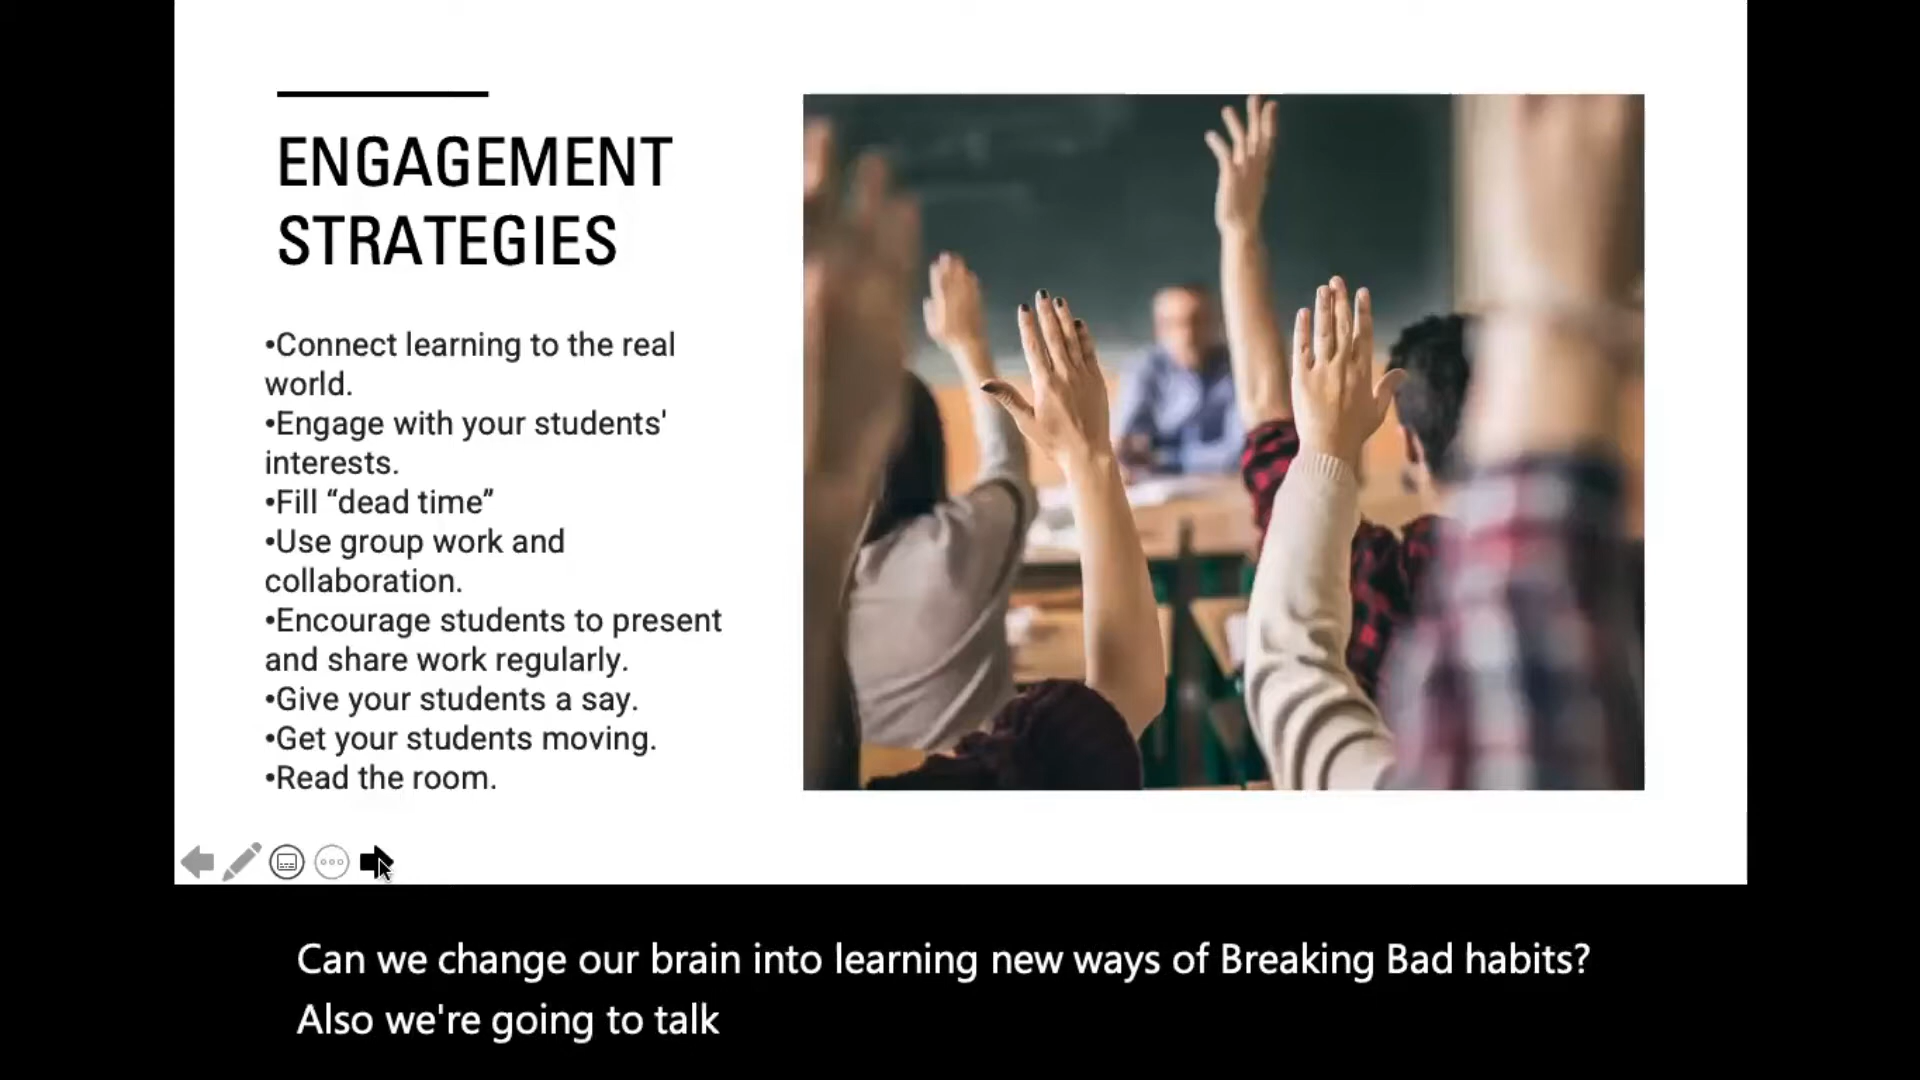 ENGAGEMENT
STRATEGIES
•Connect learning to the real
world.
•Engage with your students'
interests.
•Fill “dead time”
•Use group work and
collaboration.
•Encourage students to present
and share work regularly.
•Give your students a say.
•Get your students moving.
•Read the room.
Can we change our brain into learning new ways of Breaking Bad habits?
Also we're going to talk